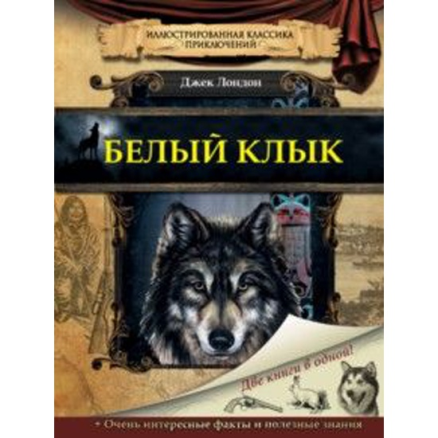 ИЛЛЮСТРИРОВАННАЯ КЛАССИКА
ПРИКЛЮЧЕНИЙ
Джек Лондон
БЕЛЫЙ КЛЫК
Две книги в одной!
+ Очень интересные факты и полезные знания